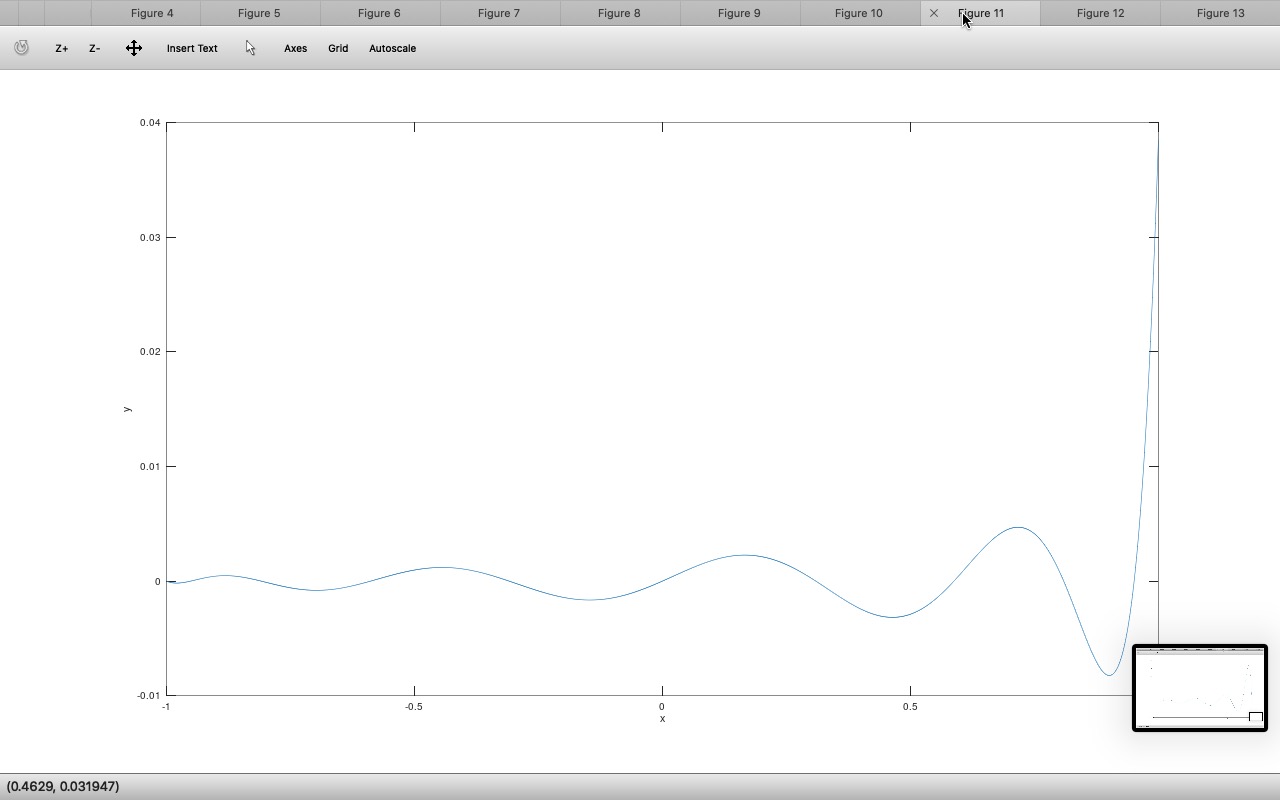 Figure 4 Figure 5 Figure 6 Figure 7 Figure 8 Figure 9 Figure 10 Figure 11 Figure 12 Figure 13
Z+ Z- Insert Text Axes Grid Autoscale
0.04
0.03
0.02
y
0.01
0
-0.01
-1 -0.5 0 0.5
x
(0.4629, 0.031947)